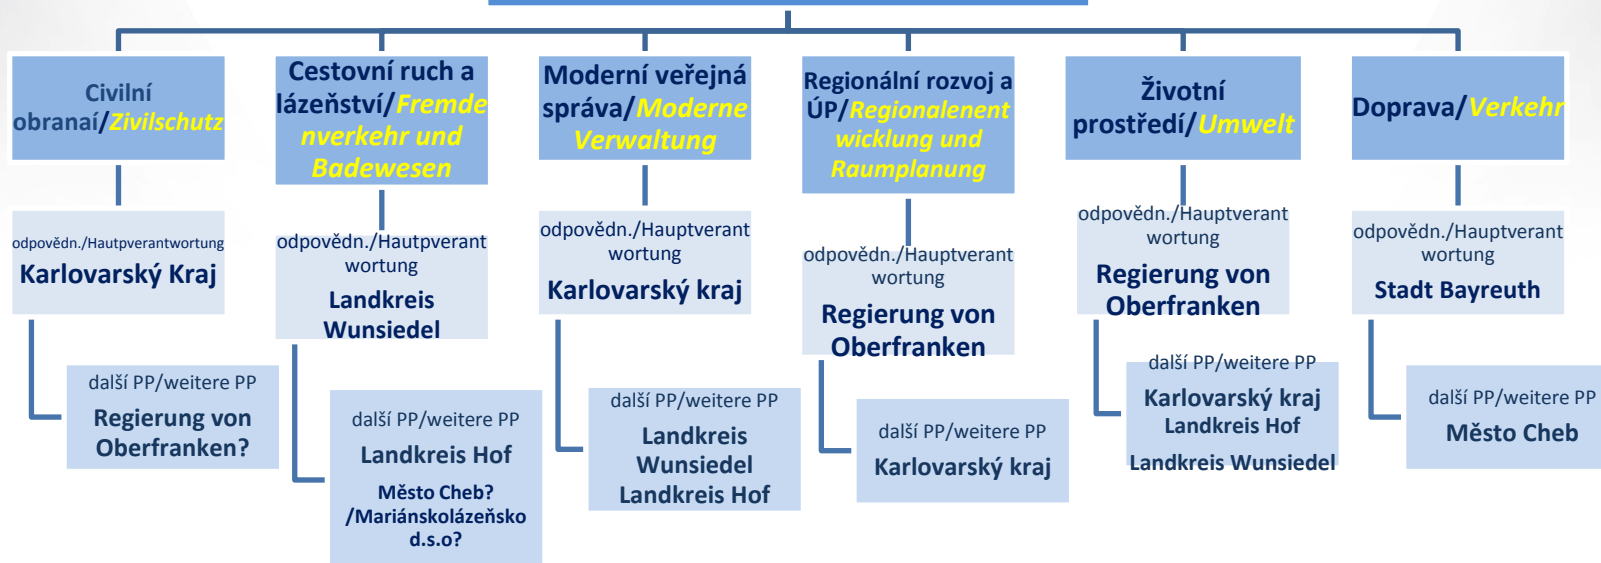 Civilní
obranaí/Zivilschutz
odpovědn./Hautpverantwortung
Karlovarský Kraj
další PP/weitere PP
Regierung von
Oberfranken?
Cestovní ruch a
lázeňství/Fremde
nverkehr und
Badewesen
odpovědn./Hautpverant
wortung
Landkreis
Wunsiedel
další PP/weitere PP
Landkreis Hof
Město Cheb?
/Mariánskolázeňsko
d.s.o?
Moderní veřejná
správa/Moderne
Verwaltung
odpovědn./Hauptverant
wortung
Karlovarský kraj
další PP/weitere PP
Landkreis
Wunsiedel
Landkreis Hof
Regionální rozvoj a
ÚP/Regionalenent
wicklung und
Raumplanung
odpovědn./Hauptverant
wortung
Regierung von
Oberfranken
další PP/weitere PP
Karlovarský kraj
Životní
prostředí/Umwelt
odpovědn./Hauptverant
wortung
Regierung von
Oberfranken
další PP/weitere PP
Karlovarský kraj
Landkreis Hof
Landkreis Wunsiedel
Doprava/Verkehr
odpovědn./Hauptverant
wortung
Stadt Bayreuth
další PP/weitere PP
Město Cheb